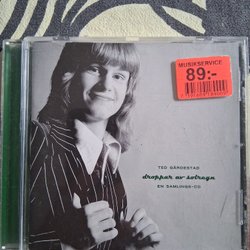 MUSIKSERVICE
89:-
TED GÄRDESTAD
droppar av solregn
EN SAMLINGS-CD